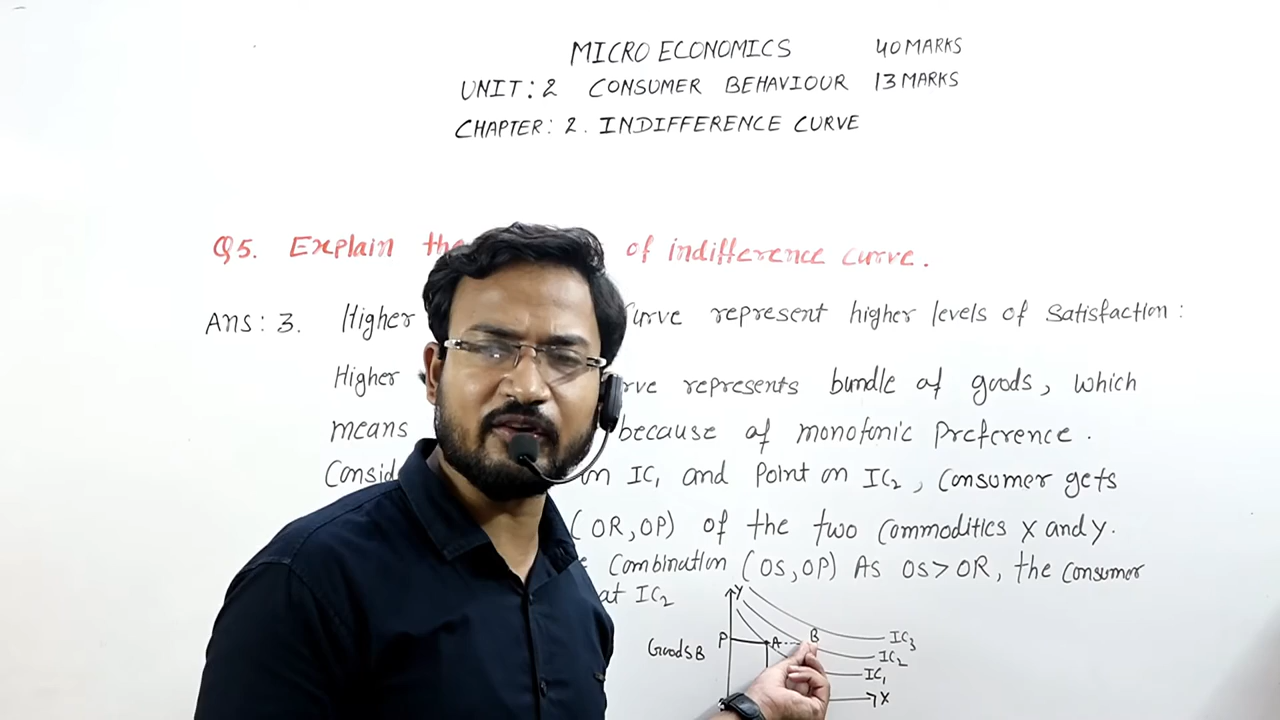 MICRO ECONOMICS 40 MARKS
UNIT: 2 CONSUMER BEHAVIOUR 13 MARKS
CHAPTER: 2. INDIFFERENCE CURVE
Q5. Explain the of indifference curve.
Ans: 3. Higher Curve represent higher levels of Satisfaction:
Higher represents bundle of goods, which
means because of monotonic Preference.
on IC1 and Point on IC2, Consumer gets
(OR, OP) of the two Commodities X and Y.
Combination (OS, OP) As OS > OR, the Consumer
at IC2
Y
P A B IC3
Goods B IC2
IC1
X